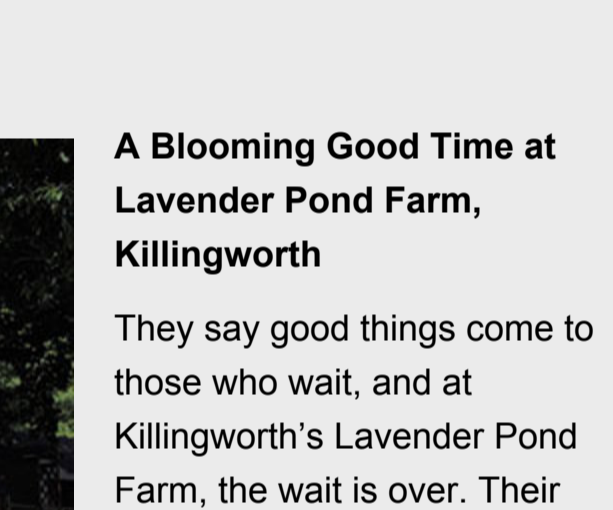 A Blooming Good Time at
Lavender Pond Farm,
Killingworth
They say good things come to
those who wait, and at
Killingworth’s Lavender Pond
Farm, the wait is over. Their